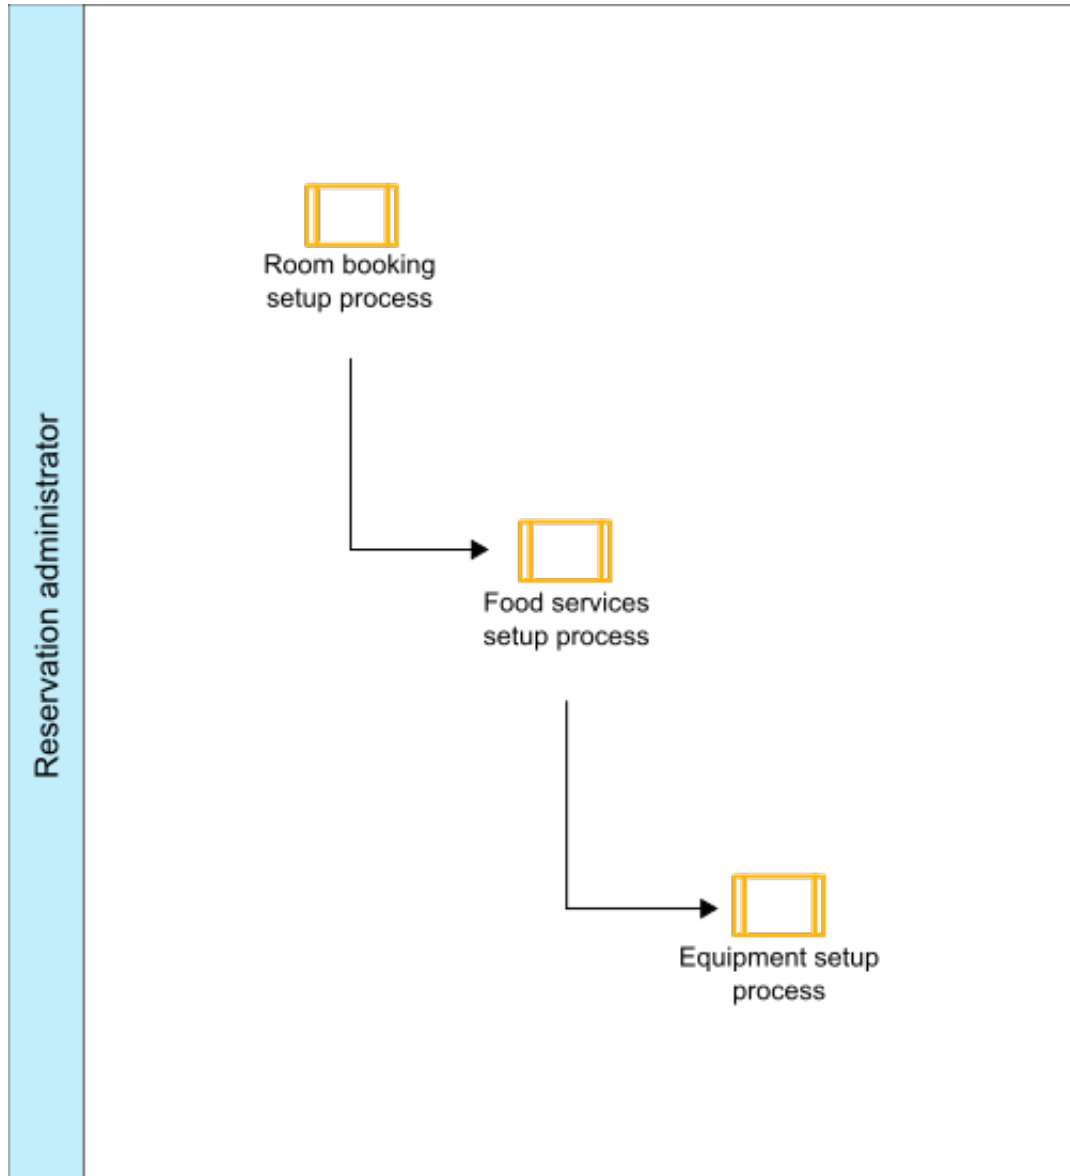 Reservation administrator
Room booking
setup process
Food services
setup process
Equipment setup
process